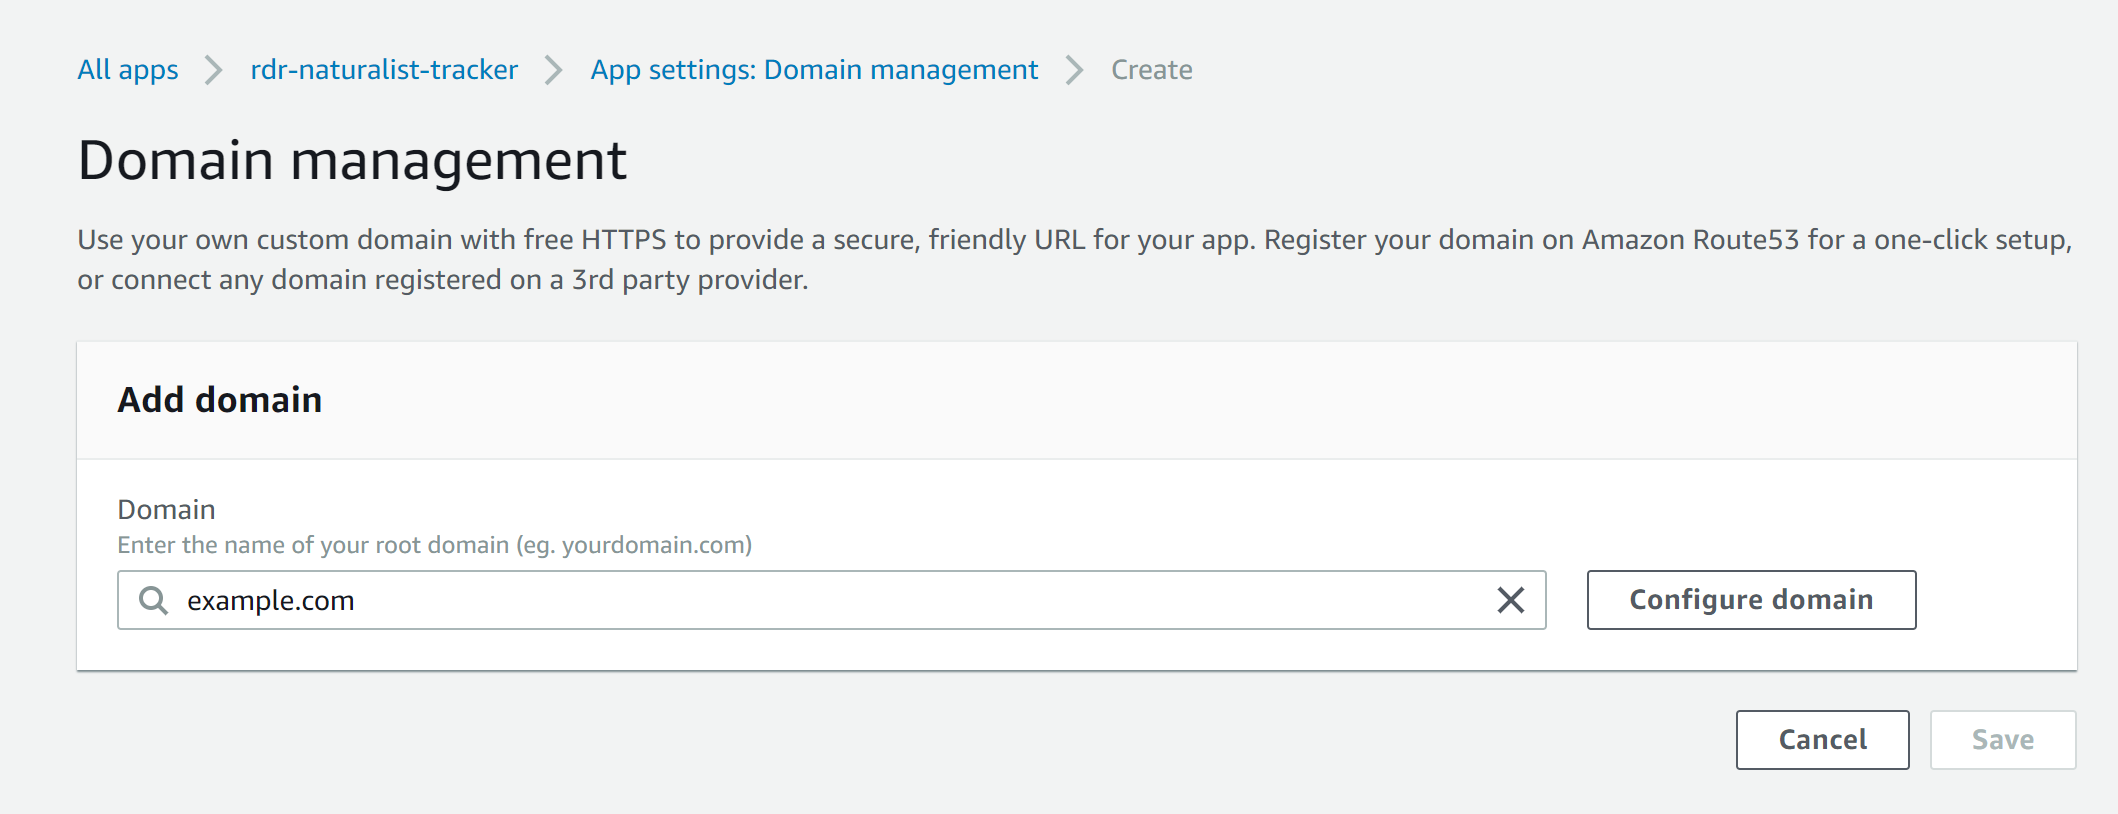 All apps > rdr-naturalist-tracker > App settings: Domain management > Create
Domain management
Use your own custom domain with free HTTPS to provide a secure, friendly URL for your app. Register your domain on Amazon Route53 for a one-click setup,
or connect any domain registered on a 3rd party provider.
Add domain
Domain
Enter the name of your root domain (eg. yourdomain.com)
example.com Configure domain
Cancel Save